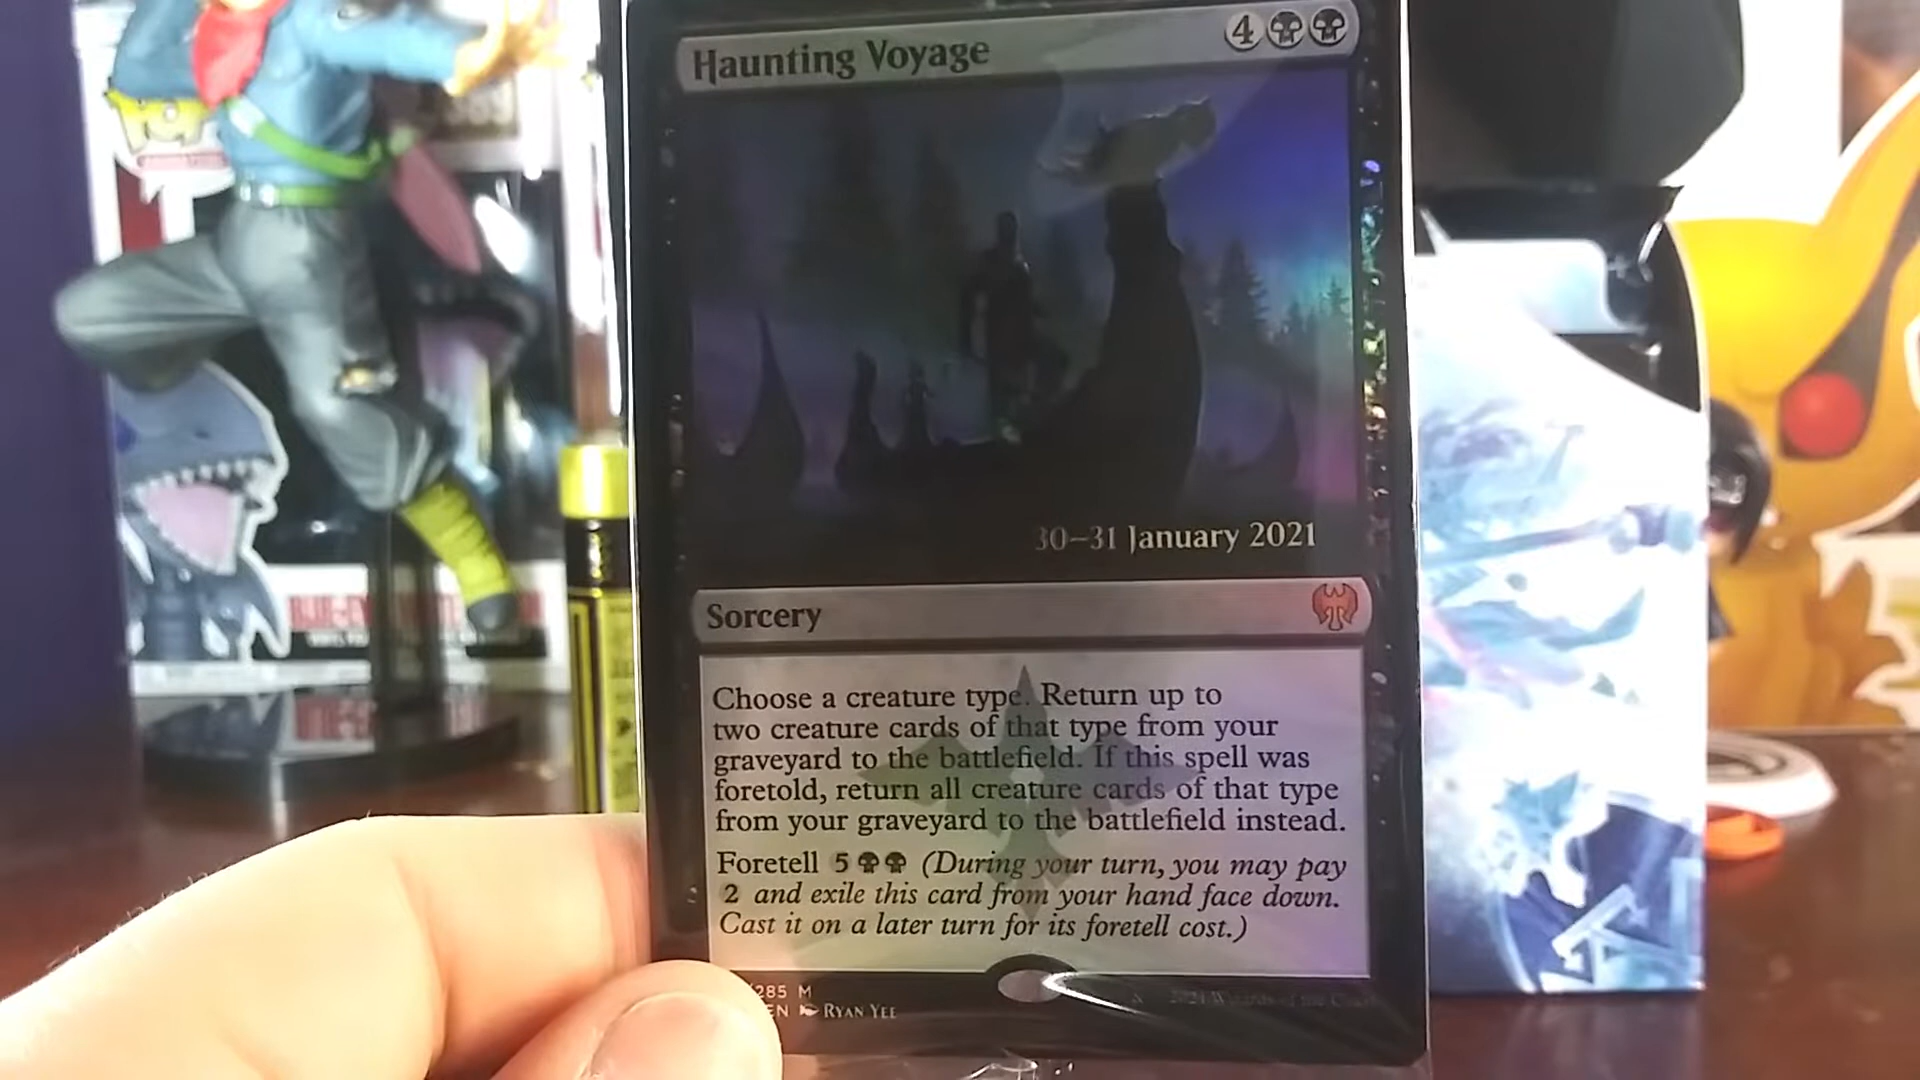 Haunting Voyage 4
30–31 January 2021
Sorcery
Choose a creature type. Return up to
two creature cards of that type from your
graveyard to the battlefield. If this spell was
foretold, return all creature cards of that type
from your graveyard to the battlefield instead.
Foretell 5 (During your turn, you may pay
2 and exile this card from your hand face down.
Cast it on a later turn for its foretell cost.)
/285 M
EN RYAN YEE